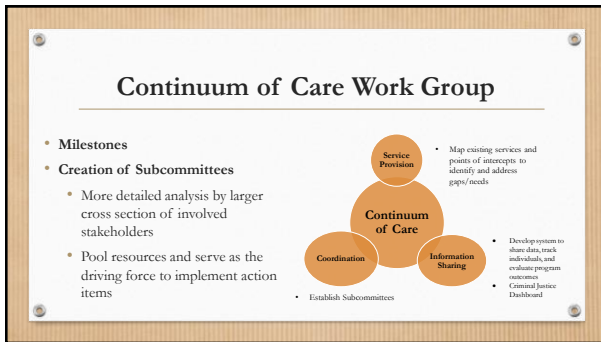 Continuum of Care Work Group
• Milestones
• Creation of Subcommittees
• More detailed analysis by larger
cross section of involved
stakeholders
• Pool resources and serve as the
driving force to implement action
items
Service
Provision
• Map existing services and
points of intercepts to
identify and address
gaps/needs
Continuum
of Care
Coordination
Information
Sharing
• Develop system to
share data, track
individuals, and
evaluate program
outcomes
• Criminal Justice
Dashboard
• Establish Subcommittees